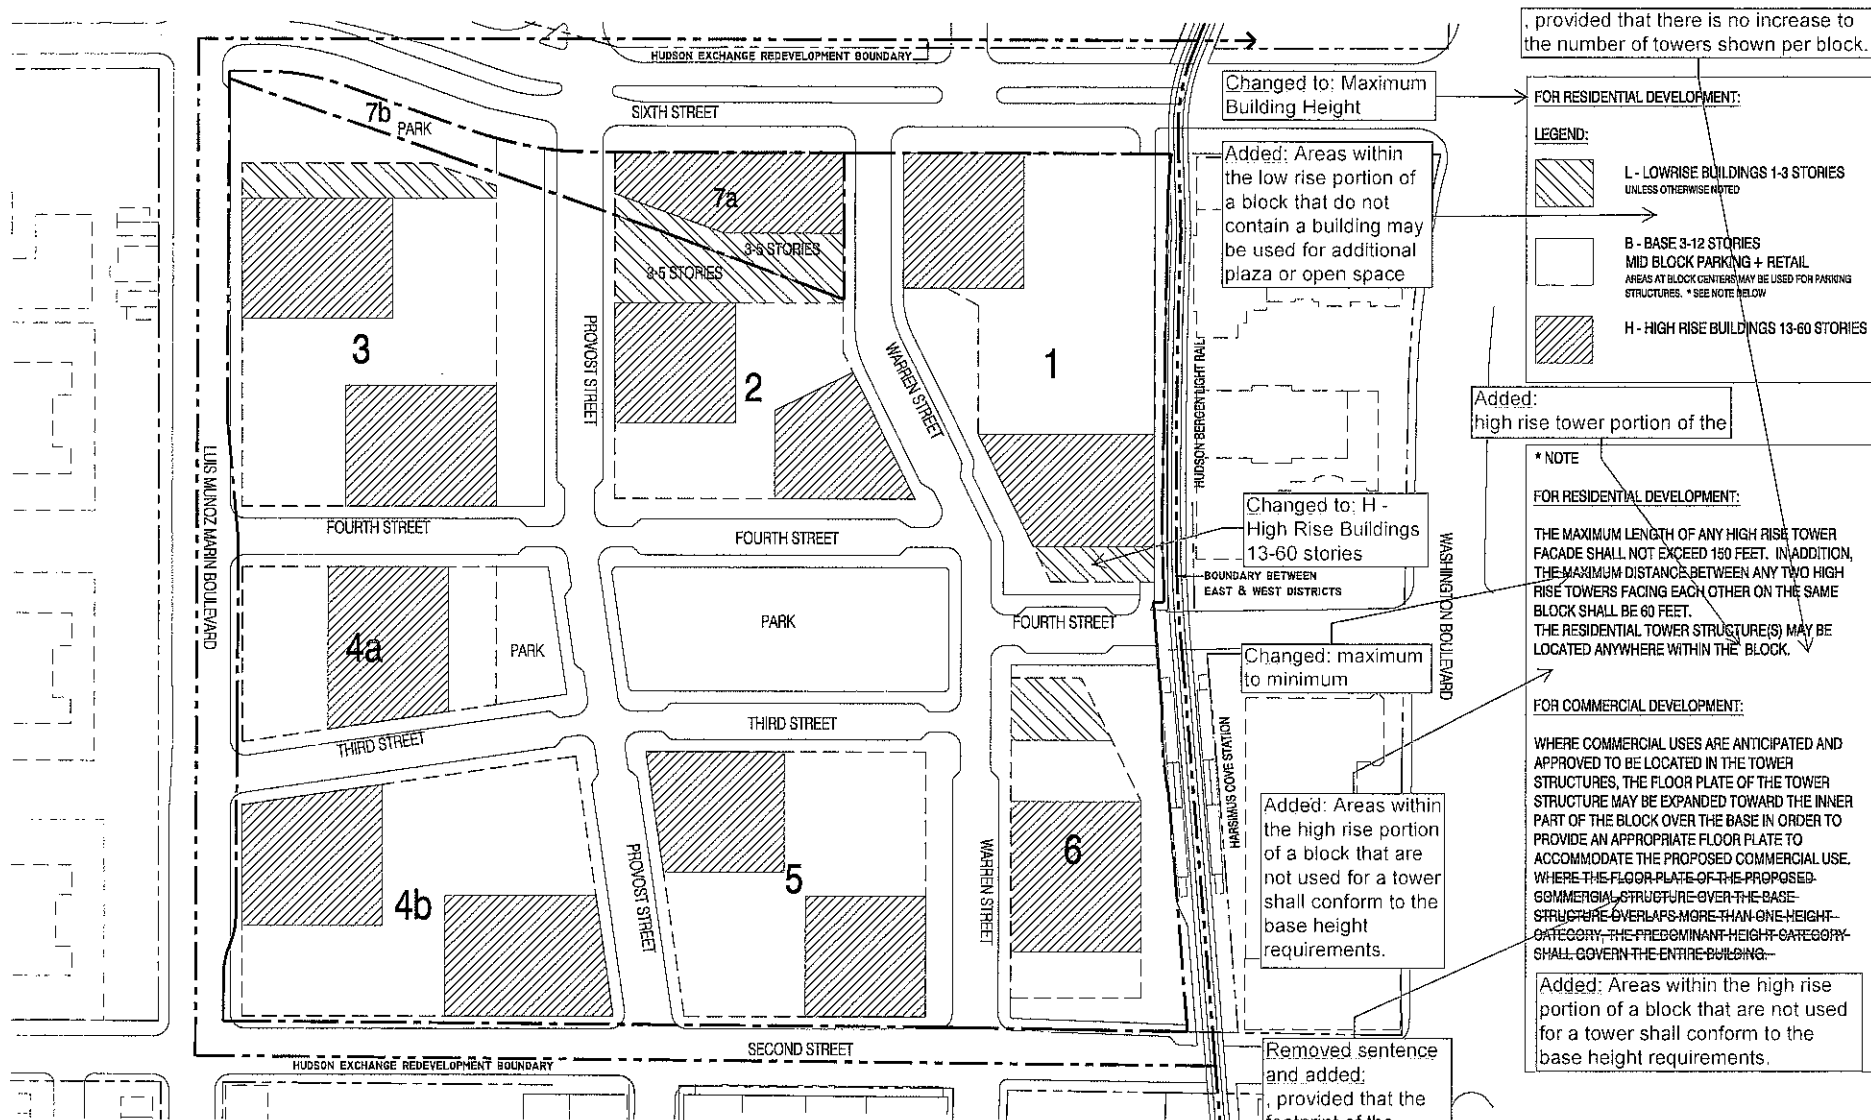 , provided that there is no increase to
the number of towers shown per block.
HUDSON EXCHANGE REDEVELOPMENT BOUNDARY
Changed to: Maximum
Building Height
FOR RESIDENTIAL DEVELOPMENT:
LEGEND:
L - LOWRISE BUILDINGS 1-3 STORIES
UNLESS OTHERWISE NOTED
B - BASE 3-12 STORIES
MID BLOCK PARKING + RETAIL
AREAS AT BLOCK CENTERS MAY BE USED FOR PARKING
STRUCTURES. * SEE NOTE BELOW
H - HIGH RISE BUILDINGS 13-60 STORIES
7b
PARK
SIXTH STREET
Added: Areas within
the low rise portion of
a block that do not
contain a building may
be used for additional
plaza or open space
7a
3-5 STORIES
3-5 STORIES
3
PROVOST STREET
2
WARREN STREET
1
HUDSON BERGEN LIGHT RAIL
Added:
high rise tower portion of the
* NOTE
FOR RESIDENTIAL DEVELOPMENT:
THE MAXIMUM LENGTH OF ANY HIGH RISE TOWER
FACADE SHALL NOT EXCEED 150 FEET. IN ADDITION,
THE MAXIMUM DISTANCE BETWEEN ANY TWO HIGH
RISE TOWERS FACING EACH OTHER ON THE SAME
BLOCK SHALL BE 60 FEET.
THE RESIDENTIAL TOWER STRUCTURE(S) MAY BE
LOCATED ANYWHERE WITHIN THE BLOCK.
LUIS MUNOZ MARIN BOULEVARD
FOURTH STREET
FOURTH STREET
Changed to: H -
High Rise Buildings
13-60 stories
BOUNDARY BETWEEN
EAST & WEST DISTRICTS
WASHINGTON BOULEVARD
4a
PARK
PARK
FOURTH STREET
Changed: maximum
to minimum
THIRD STREET
THIRD STREET
HARSIMUS COVE STATION
FOR COMMERCIAL DEVELOPMENT:
WHERE COMMERCIAL USES ARE ANTICIPATED AND
APPROVED TO BE LOCATED IN THE TOWER
STRUCTURES, THE FLOOR PLATE OF THE TOWER
STRUCTURE MAY BE EXPANDED TOWARD THE INNER
PART OF THE BLOCK OVER THE BASE IN ORDER TO
PROVIDE AN APPROPRIATE FLOOR PLATE TO
ACCOMMODATE THE PROPOSED COMMERCIAL USE.
WHERE THE FLOOR PLATE OF THE PROPOSED
COMMERCIAL STRUCTURE OVER THE BASE
STRUCTURE OVERLAPS MORE THAN ONE HEIGHT
CATEGORY, THE PREDOMINANT HEIGHT CATEGORY
SHALL GOVERN THE ENTIRE BUILDING.
Added: Areas within
the high rise portion
of a block that are
not used for a tower
shall conform to the
base height
requirements.
4b
PROVOST STREET
5
WARREN STREET
6
Added: Areas within the high rise
portion of a block that are not used
for a tower shall conform to the
base height requirements.
SECOND STREET
HUDSON EXCHANGE REDEVELOPMENT BOUNDARY
Removed sentence
and added:
, provided that the
footprint of the